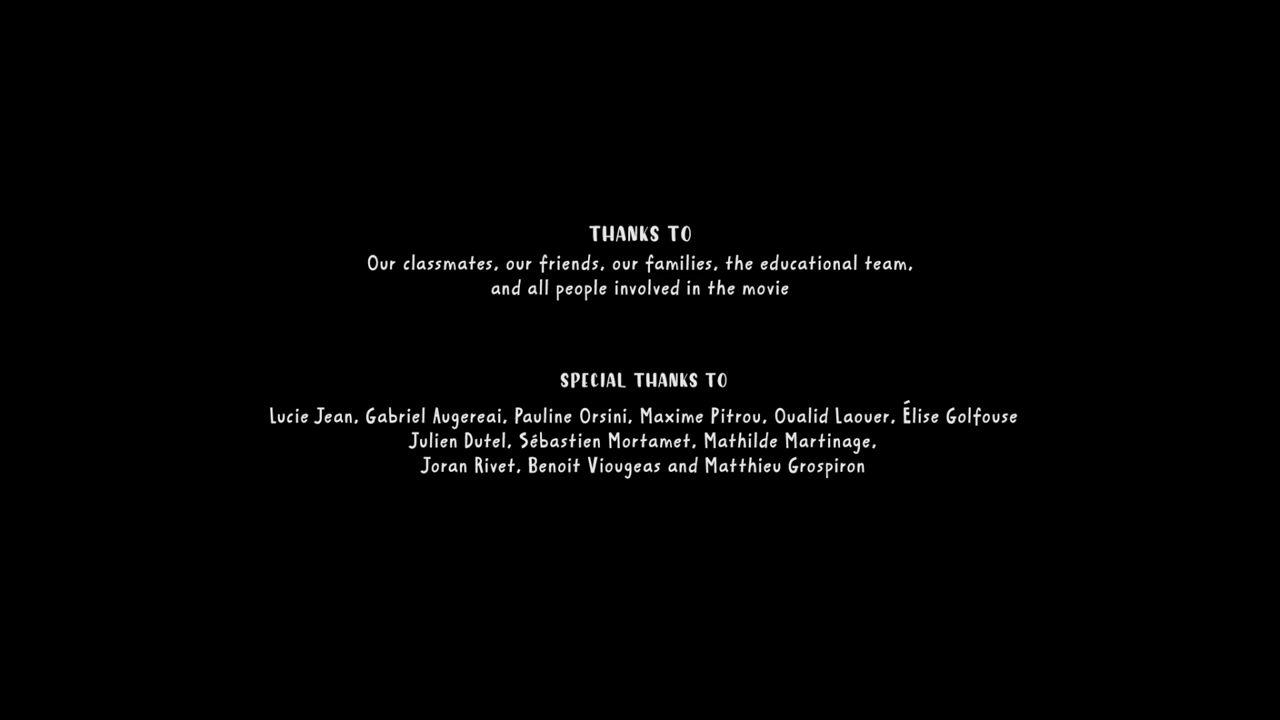 THANKS TO
Our classmates, our friends, our families, the educational team,
and all people involved in the movie
SPECIAL THANKS TO
Lucie Jean, Gabriel Augereai, Pauline Orsini, Maxime Pitrou, Oualid Laouer, Élise Golfouse
Julien Dutel, Sébastien Mortamet, Mathilde Martinage,
Joran Rivet, Benoit Viougeas and Matthieu Grospiron